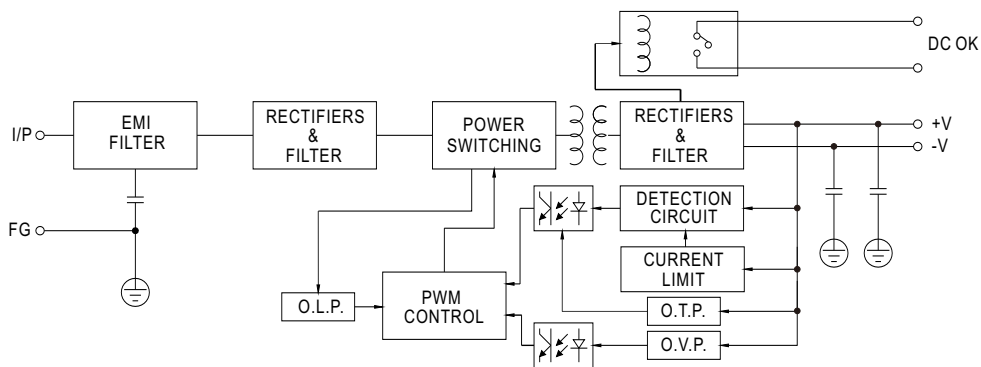 DC OK
I/P
EMI
FILTER
RECTIFIERS
&
FILTER
POWER
SWITCHING
RECTIFIERS
&
FILTER
+V
-V
FG
DETECTION
CIRCUIT
CURRENT
LIMIT
O.L.P.
PWM
CONTROL
O.T.P.
O.V.P.